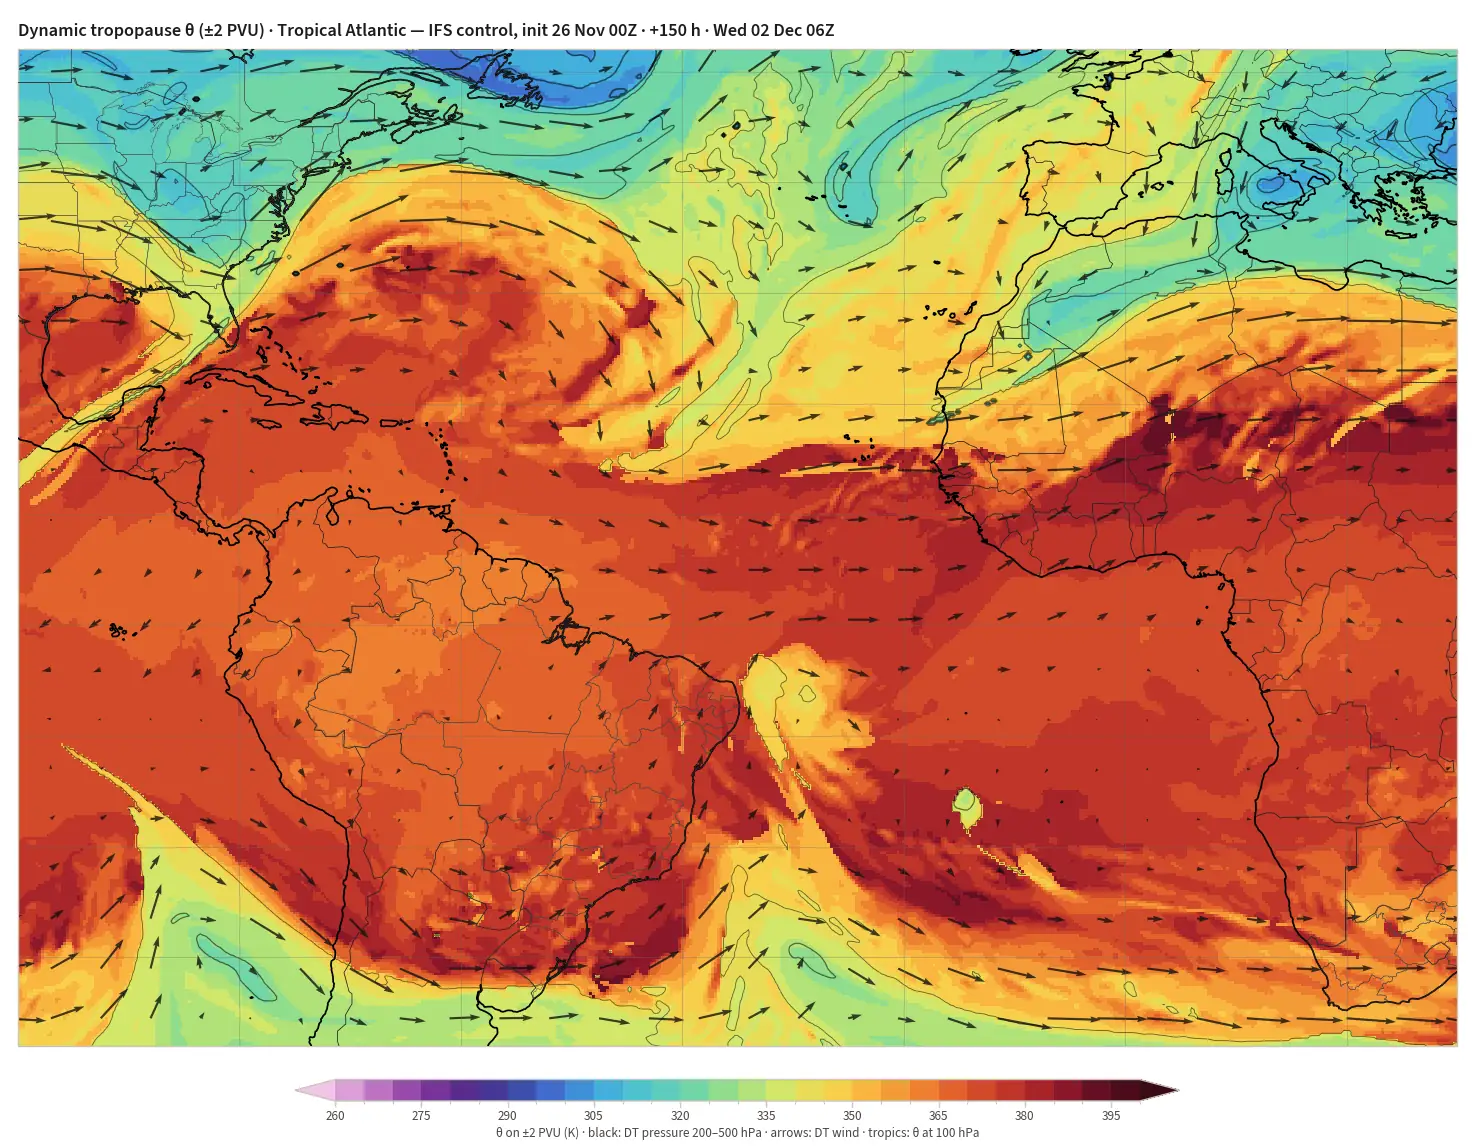 Dynamic tropopause θ (±2 PVU) · Tropical Atlantic — IFS control, init 26 Nov 00Z · +150 h · Wed 02 Dec 06Z
260 275 290 305 320 335 350 365 380 395
θ on ±2 PVU (K) · black: DT pressure 200–500 hPa · arrows: DT wind · tropics: θ at 100 hPa